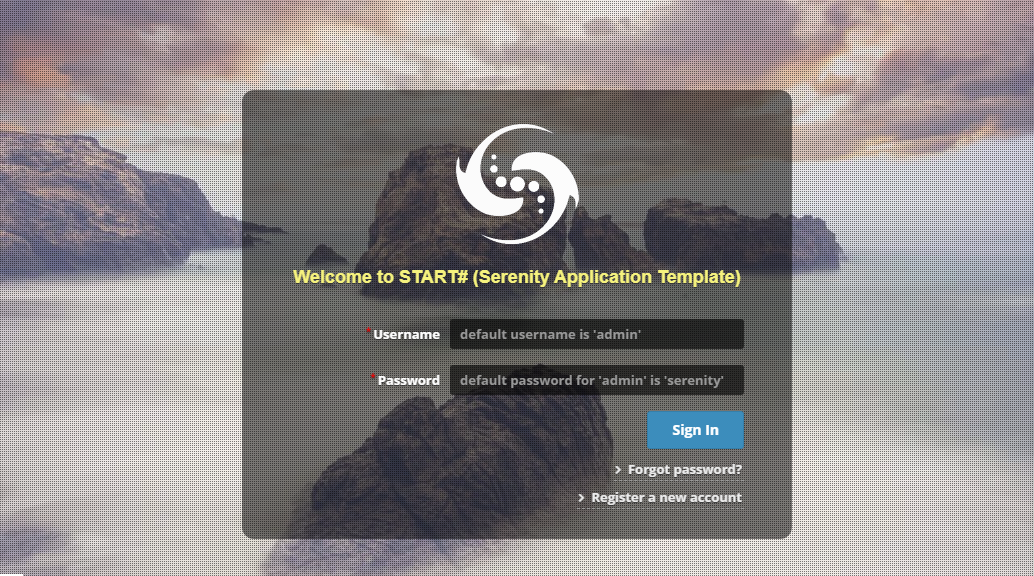 Welcome to START# (Serenity Application Template)
*Username default username is 'admin'
*Password default password for 'admin' is 'serenity'
Sign In
Forgot password?
Register a new account